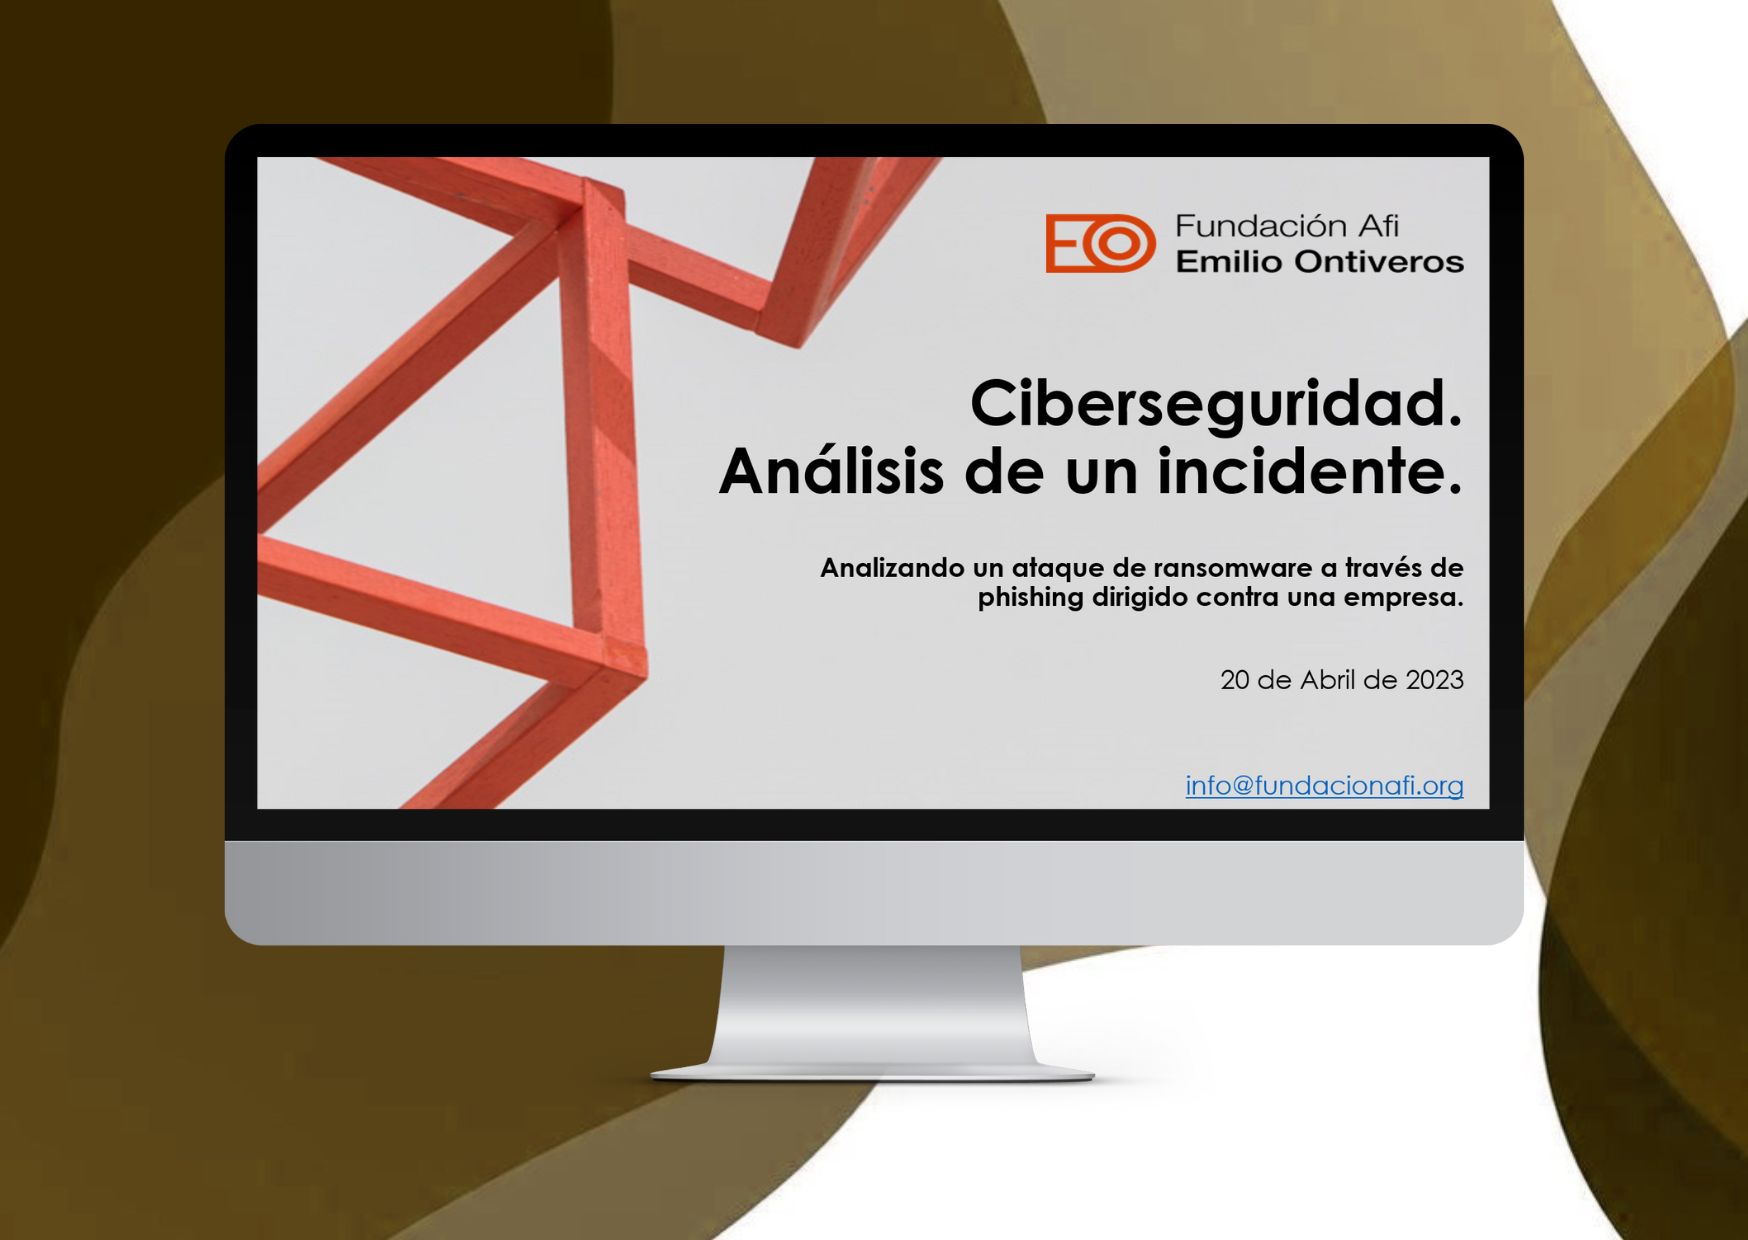 Fundación Afi
Emilio Ontiveros
Ciberseguridad.
Análisis de un incidente.
Analizando un ataque de ransomware a través de
phishing dirigido contra una empresa.
20 de Abril de 2023
info@fundacionafi.org